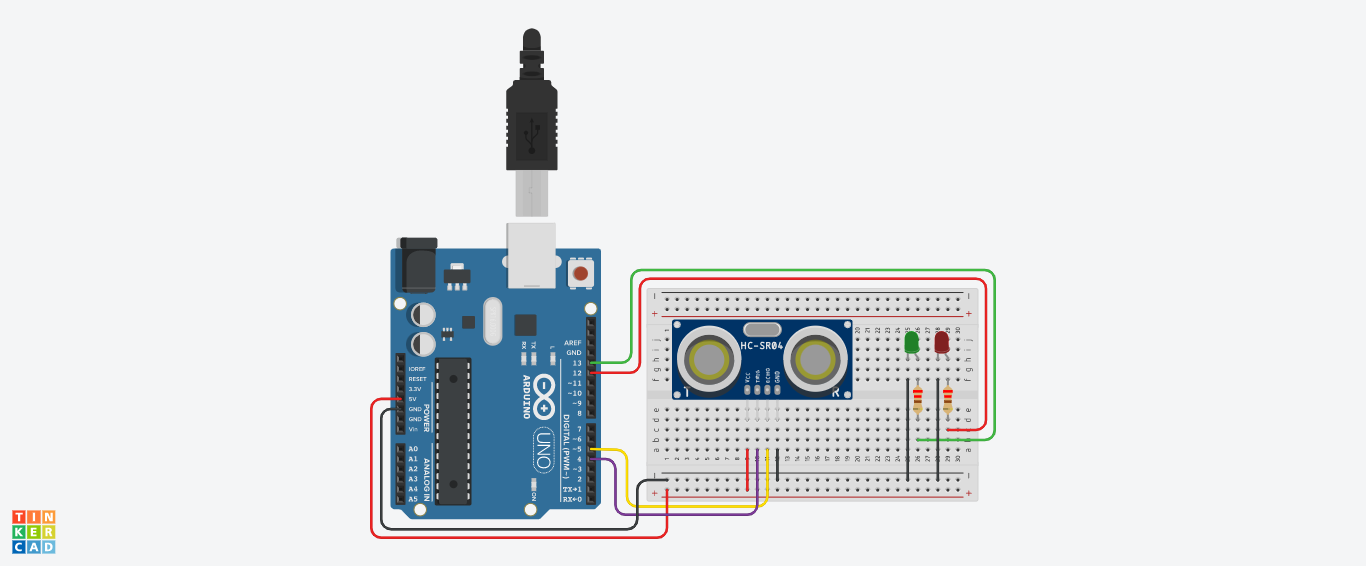 AREF
GND
13
12
~11
~10
~9
8
7
~6
~5
4
~3
2
TX→1
RX←0
DIGITAL (PWM~)
IOREF
RESET
3.3V
5V
GND
GND
Vin
POWER
A0
A1
A2
A3
A4
A5
ANALOG IN
RX
TX
L
ON
ARDUINO
UNO
HC-SR04
VCC
TRIG
ECHO
GND
T
R
TIN
KER
CAD